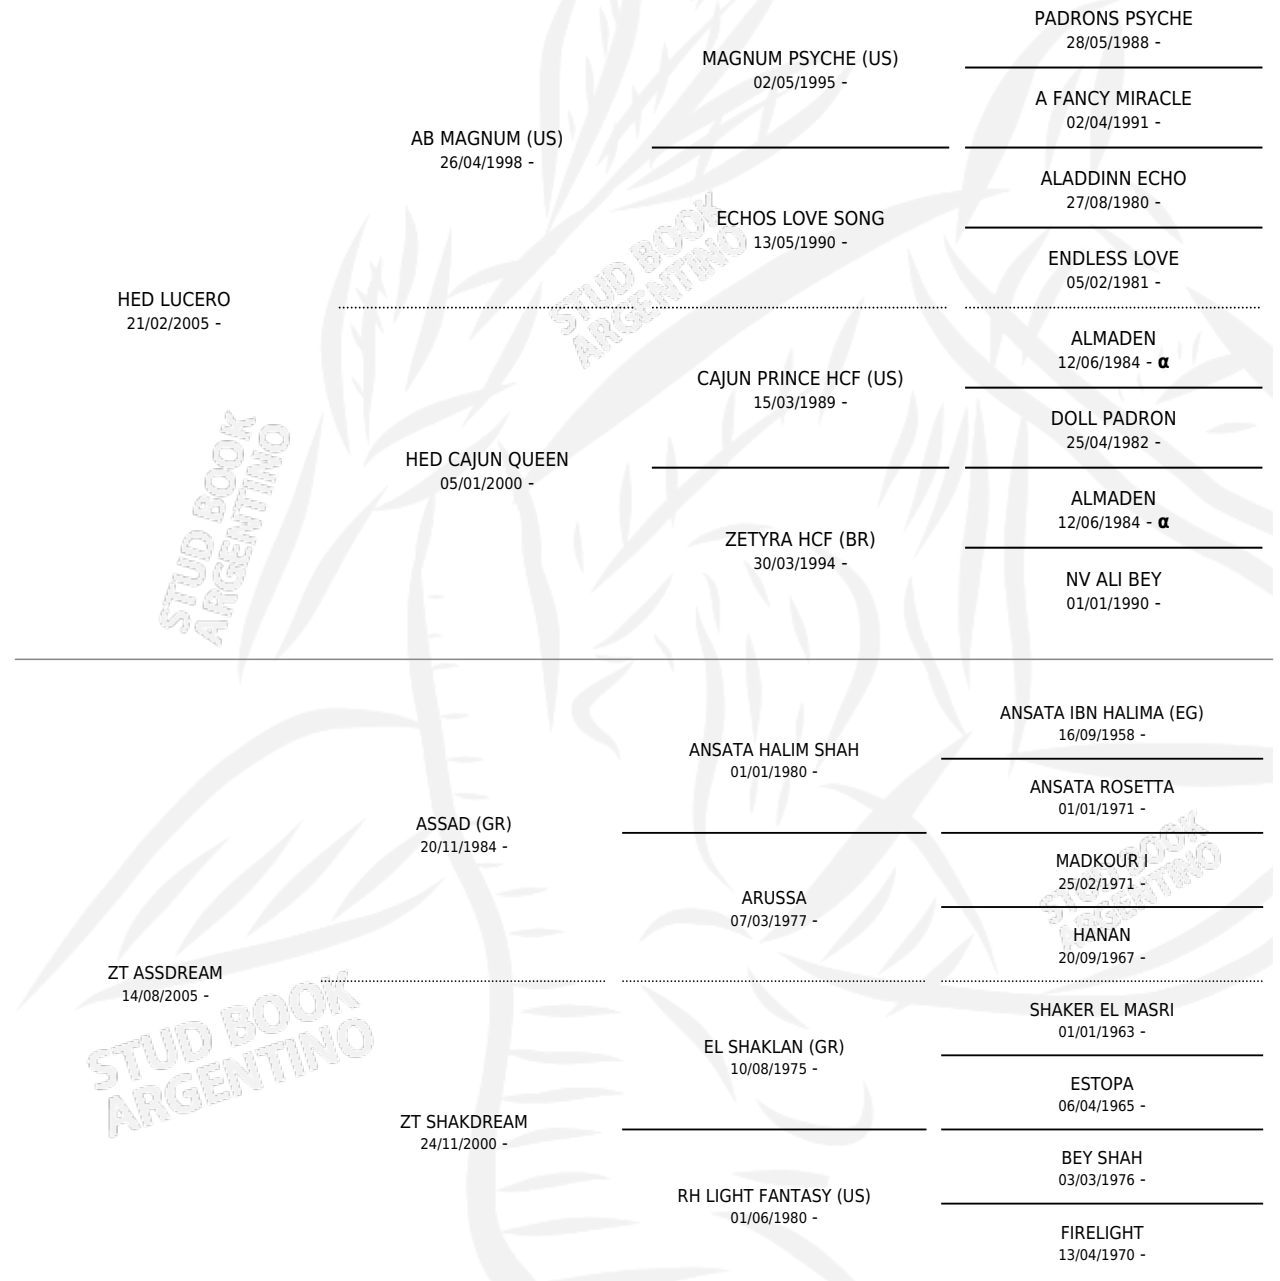 PADRONS PSYCHE
28/05/1988 -
MAGNUM PSYCHE (US)
02/05/1995 -
A FANCY MIRACLE
02/04/1991 -
AB MAGNUM (US)
26/04/1998 -
ALADDINN ECHO
27/08/1980 -
ECHOS LOVE SONG
13/05/1990 -
ENDLESS LOVE
05/02/1981 -
HED LUCERO
21/02/2005 -
STUD BOOK
ARGENTINO
ALMADEN
12/06/1984 - α
CAJUN PRINCE HCF (US)
15/03/1989 -
DOLL PADRON
25/04/1982 -
HED CAJUN QUEEN
05/01/2000 -
STUD BOOK
ARGENTINO
ALMADEN
12/06/1984 - α
ZETYRA HCF (BR)
30/03/1994 -
NV ALI BEY
01/01/1990 -
ANSATA IBN HALIMA (EG)
16/09/1958 -
ANSATA HALIM SHAH
01/01/1980 -
ANSATA ROSETTA
01/01/1971 -
ASSAD (GR)
20/11/1984 -
STUD BOOK
ARGENTINO
MADKOUR I
25/02/1971 -
ARUSSA
07/03/1977 -
HANAN
20/09/1967 -
ZT ASSDREAM
14/08/2005 -
STUD BOOK
ARGENTINO
SHAKER EL MASRI
01/01/1963 -
EL SHAKLAN (GR)
10/08/1975 -
ESTOPA
06/04/1965 -
ZT SHAKDREAM
24/11/2000 -
BEY SHAH
03/03/1976 -
RH LIGHT FANTASY (US)
01/06/1980 -
FIRELIGHT
13/04/1970 -